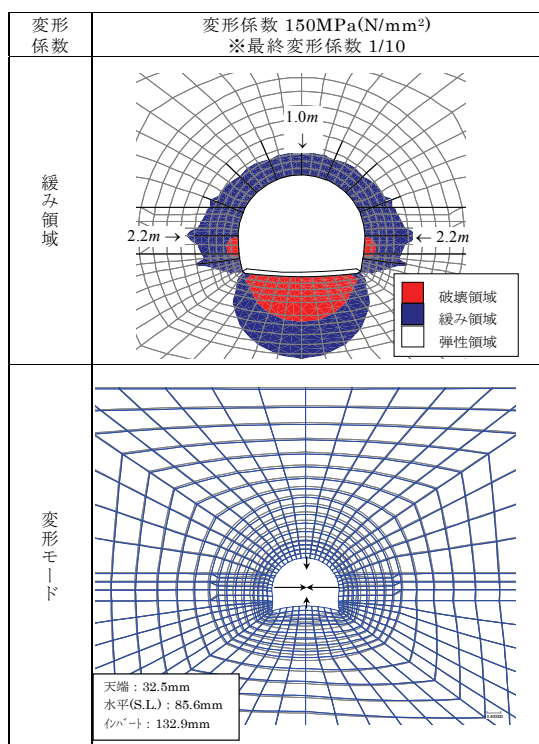 変形
係数
変形係数 150MPa(N/mm²)
※最終変形係数 1/10
緩み領域
1.0m
↓
2.2m →
← 2.2m
破壊領域
緩み領域
弾性領域
変形モード
天端：32.5mm
水平(S.L.)：85.6mm
ｲﾝﾊﾞｰﾄ：132.9mm